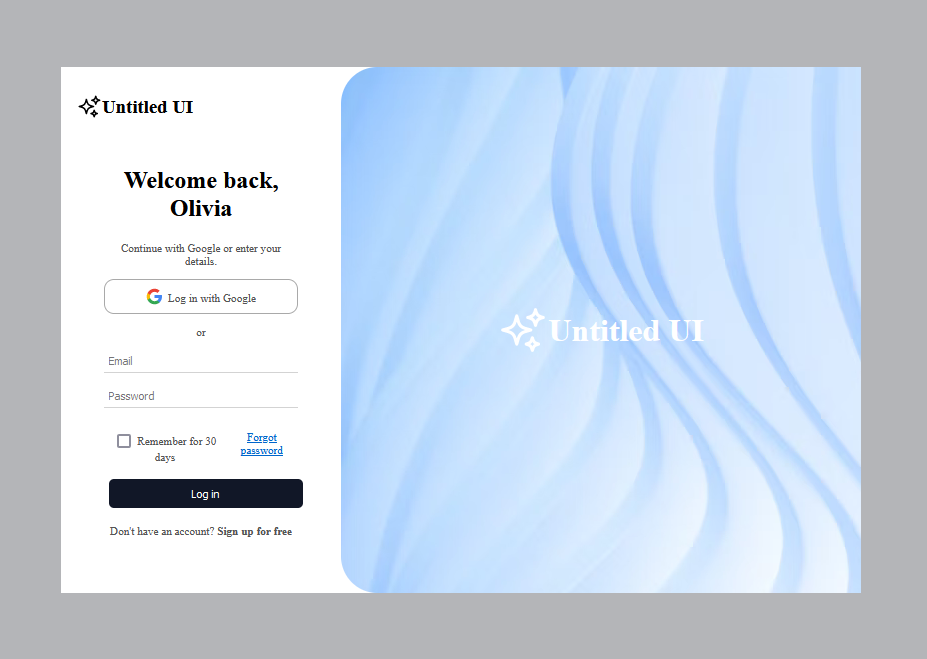 Untitled UI
Welcome back,
Olivia
Continue with Google or enter your
details.
Log in with Google
or
Email
Password
Remember for 30
days
Forgot
password
Log in
Don't have an account? Sign up for free
Untitled UI